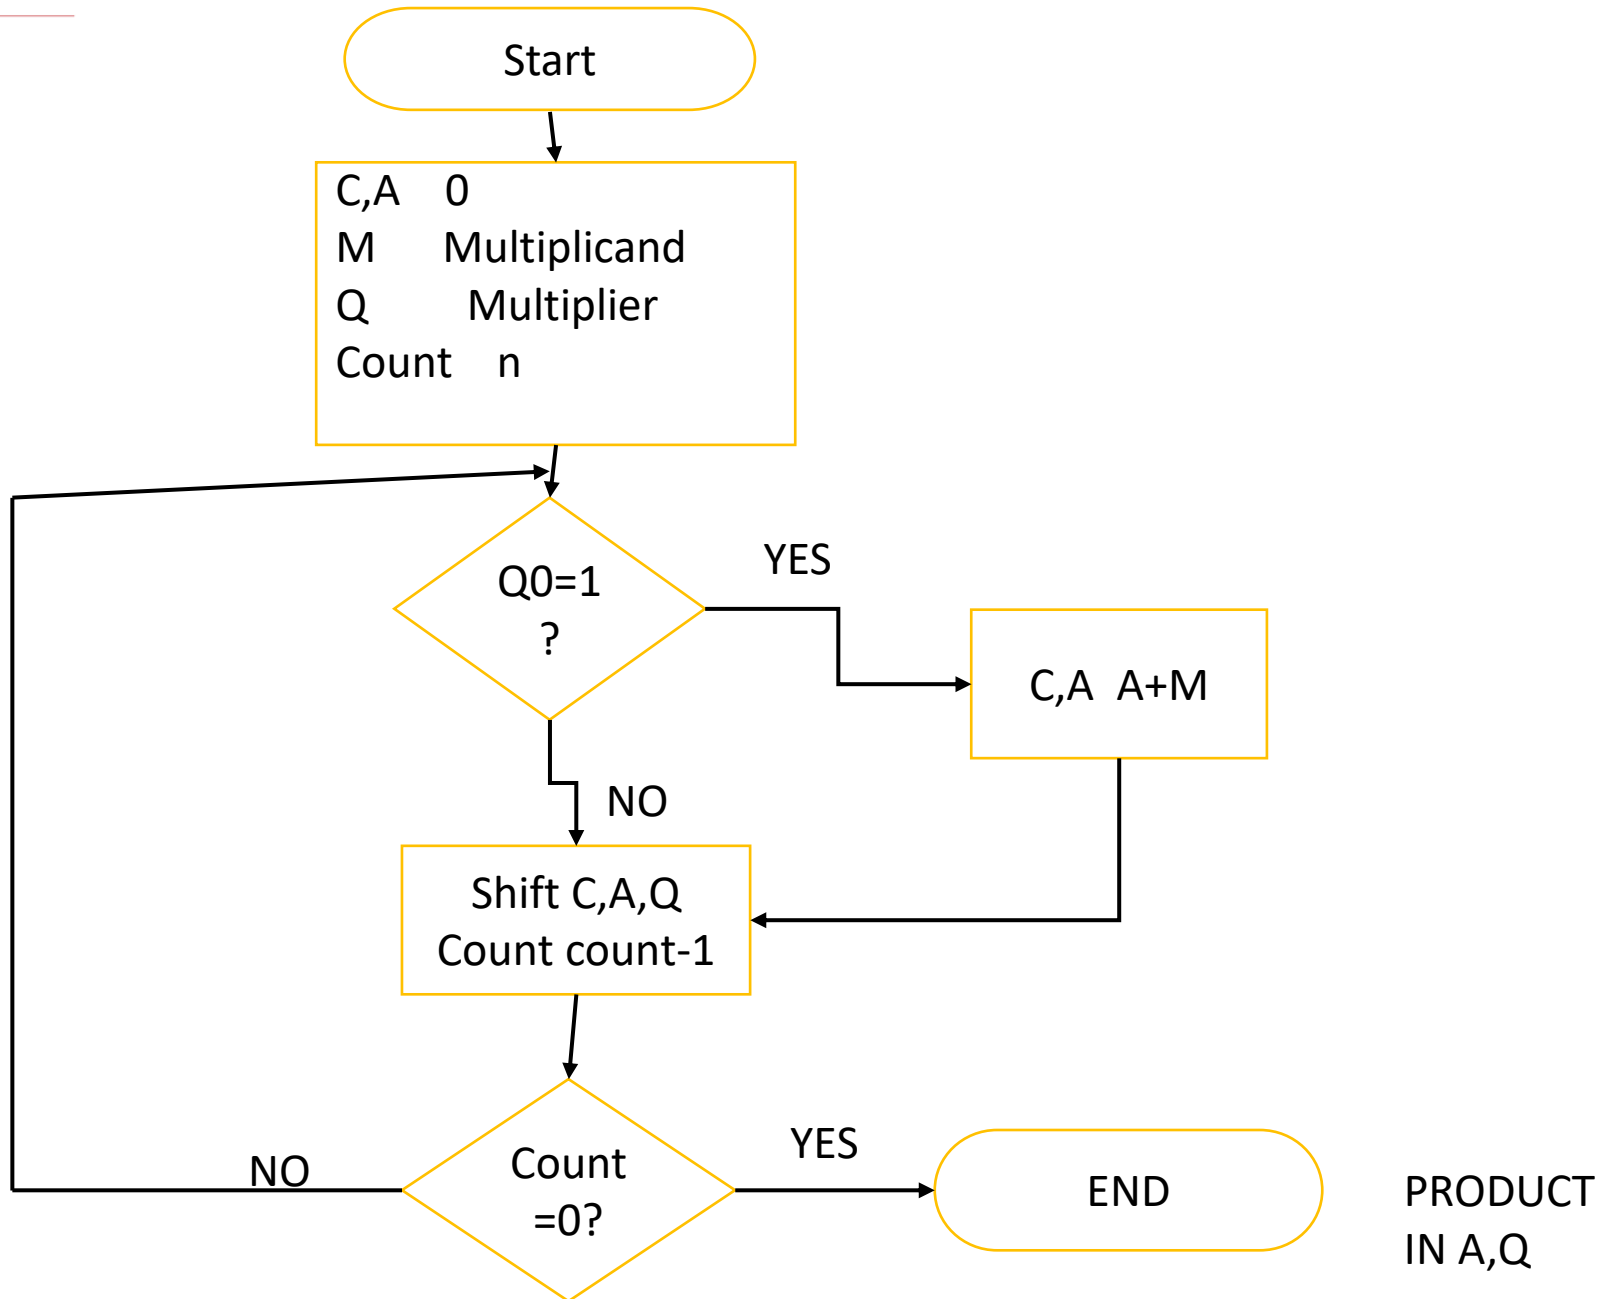 Start
C,A 0
M Multiplicand
Q Multiplier
Count n
Q0=1
?
YES
C,A A+M
NO
Shift C,A,Q
Count count-1
Count
=0?
NO
YES
END
PRODUCT
IN A,Q